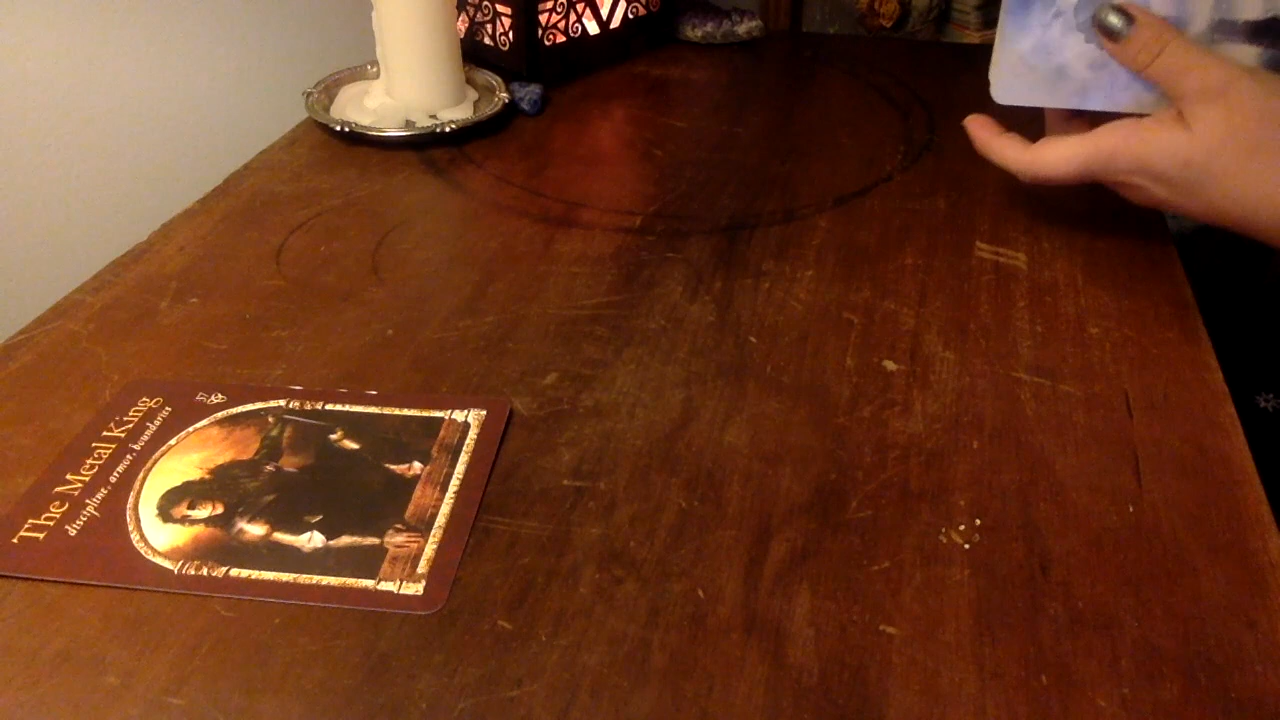 The Metal King
discipline, armor, boundaries